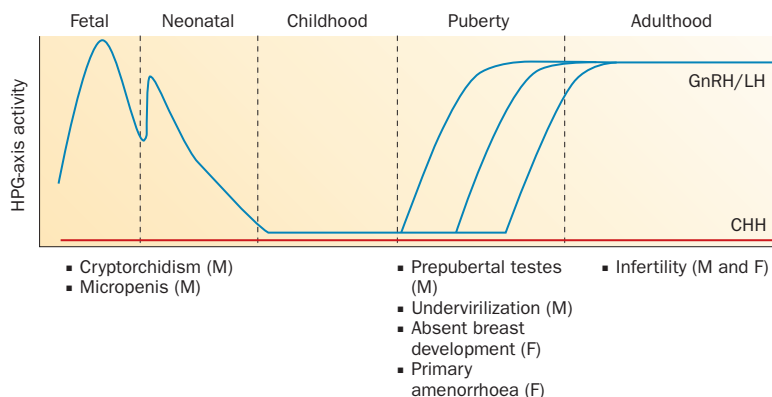 Fetal Neonatal Childhood Puberty Adulthood
HPG-axis activity
GnRH/LH
CHH
▪ Cryptorchidism (M)
▪ Micropenis (M)
▪ Prepubertal testes
(M)
▪ Undervirilization (M)
▪ Absent breast
development (F)
▪ Primary
amenorrhoea (F)
▪ Infertility (M and F)